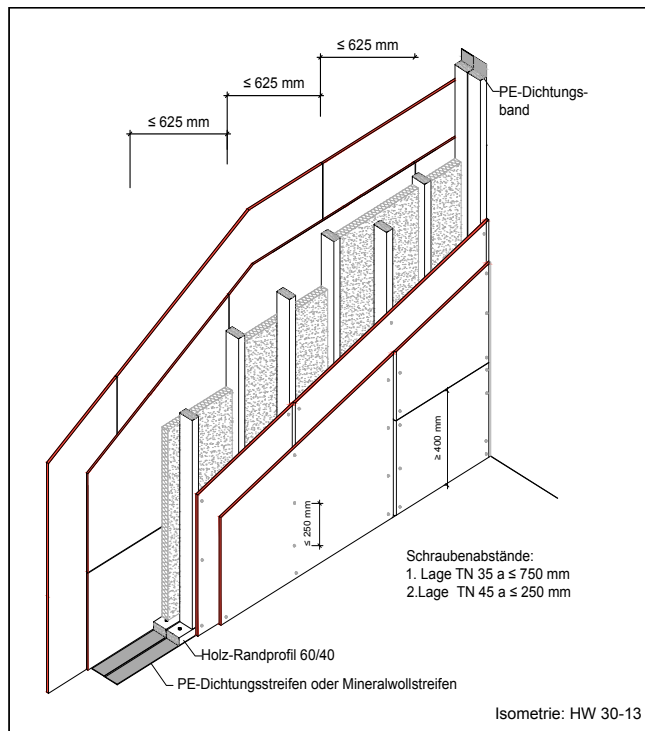 ≤ 625 mm
≤ 625 mm
≤ 625 mm
PE-Dichtungs-
band
≥ 400 mm
≤ 250 mm
Schraubenabstände:
1. Lage TN 35 a ≤ 750 mm
2.Lage TN 45 a ≤ 250 mm
Holz-Randprofil 60/40
PE-Dichtungsstreifen oder Mineralwollstreifen
Isometrie: HW 30-13